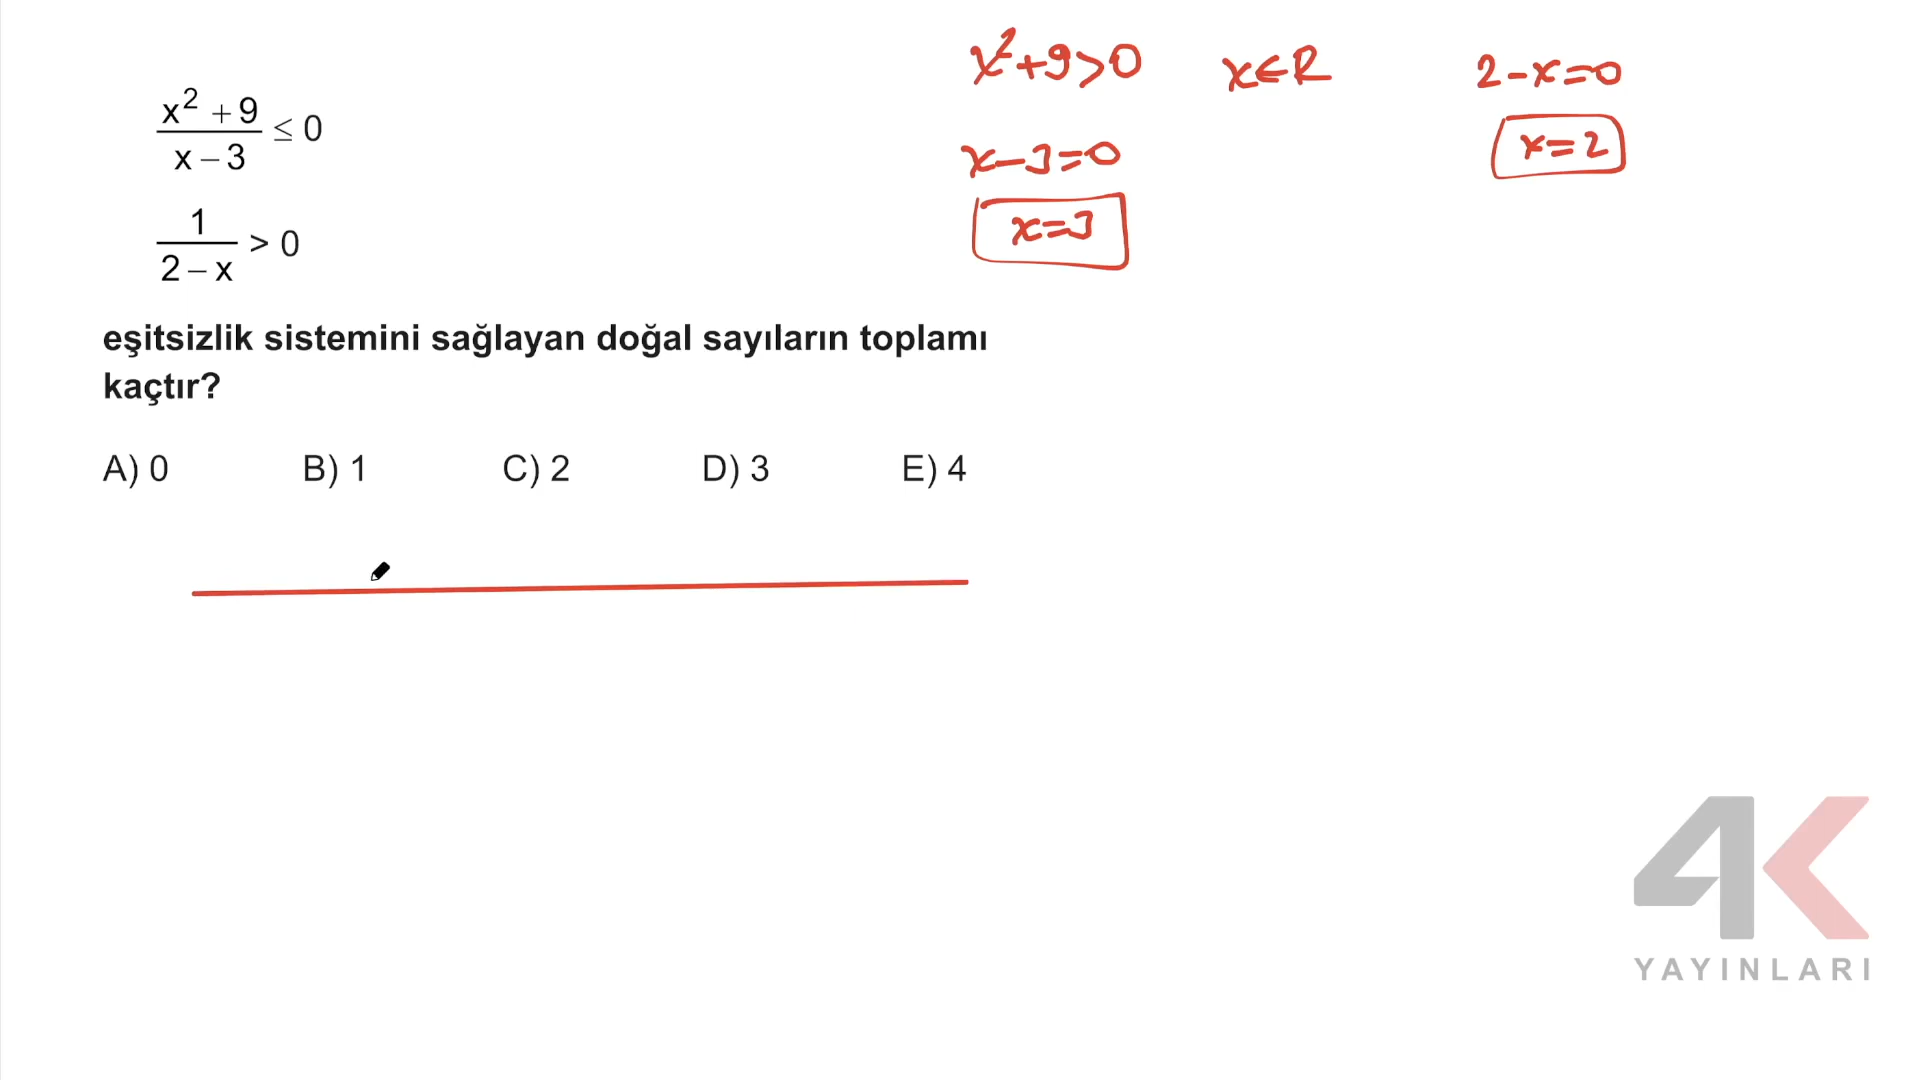 x² + 9 / x – 3 ≤ 0
1 / 2 – x > 0
eşitsizlik sistemini sağlayan doğal sayıların toplamı
kaçtır?
A) 0 B) 1 C) 2 D) 3 E) 4
x²+9>0 x∈R 2-x=0
x-3=0 x=2
x=3
4K
YAYINLARI